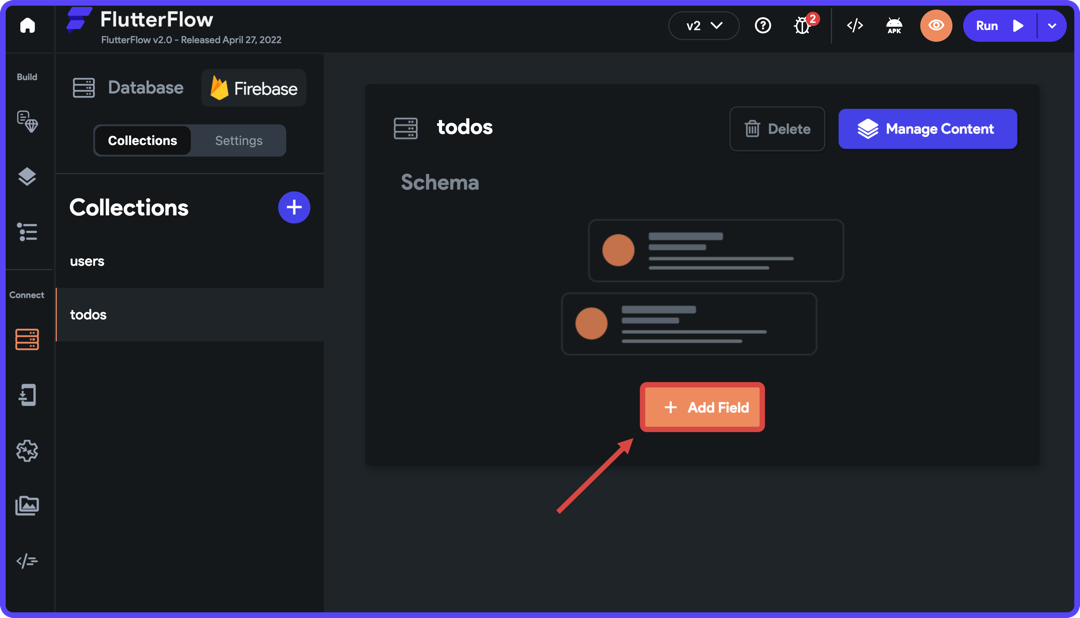 FlutterFlow
FlutterFlow v2.0 - Released April 27, 2022
v2
2
APK
Run
Build
Database
Firebase
Collections
Settings
Collections
users
Connect
todos
todos
Delete
Manage Content
Schema
Add Field